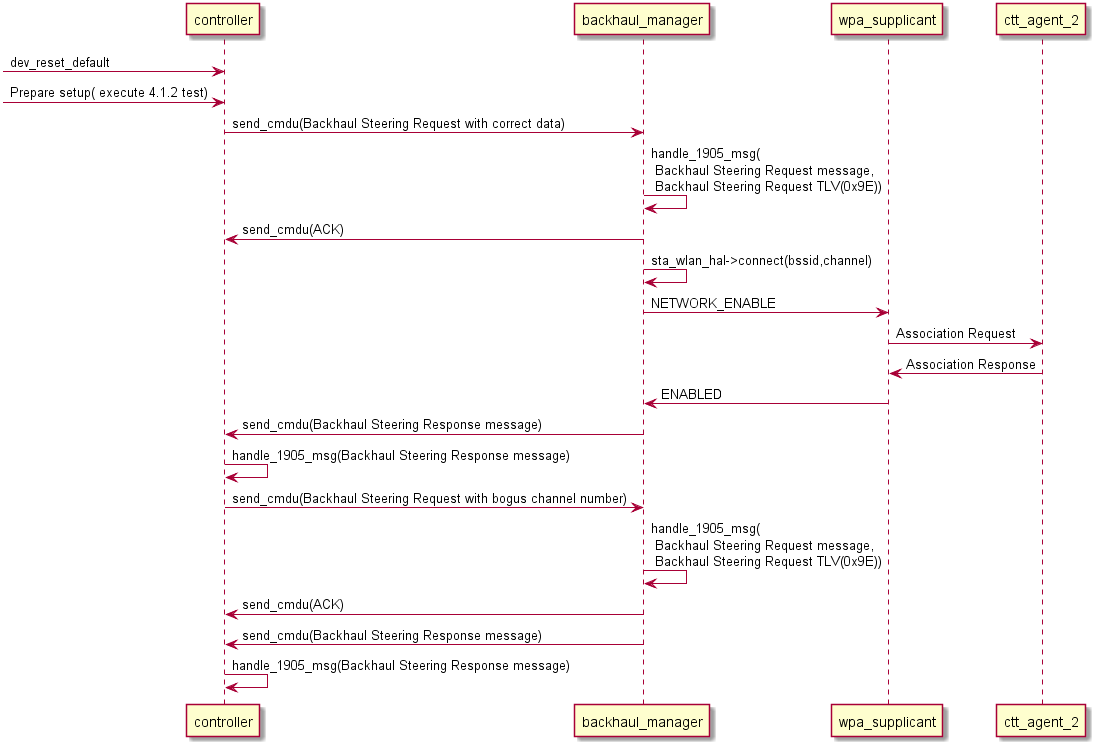 controller
backhaul_manager
wpa_supplicant
ctt_agent_2
dev_reset_default
Prepare setup( execute 4.1.2 test)
send_cmdu(Backhaul Steering Request with correct data)
handle_1905_msg(
Backhaul Steering Request message,
Backhaul Steering Request TLV(0x9E))
send_cmdu(ACK)
sta_wlan_hal->connect(bssid,channel)
NETWORK_ENABLE
Association Request
Association Response
ENABLED
send_cmdu(Backhaul Steering Response message)
handle_1905_msg(Backhaul Steering Response message)
send_cmdu(Backhaul Steering Request with bogus channel number)
handle_1905_msg(
Backhaul Steering Request message,
Backhaul Steering Request TLV(0x9E))
send_cmdu(ACK)
send_cmdu(Backhaul Steering Response message)
handle_1905_msg(Backhaul Steering Response message)
controller
backhaul_manager
wpa_supplicant
ctt_agent_2